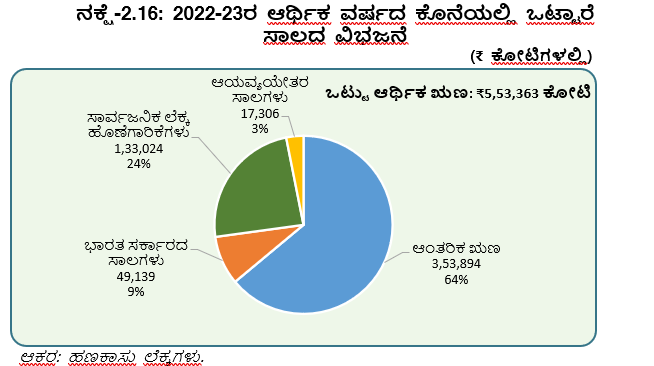 ನಕ್ಷೆ-2.16: 2022-23ರ ಆರ್ಥಿಕ ವರ್ಷದ ಕೊನೆಯಲ್ಲಿ ಒಟ್ಟಾರೆ
ಸಾಲದ ವಿಭಜನೆ
(₹ ಕೋಟಿಗಳಲ್ಲಿ)
ಒಟ್ಟು ಆರ್ಥಿಕ ಋಣ: ₹5,53,363 ಕೋಟಿ
ಆಯವ್ಯಯೇತರ
ಸಾಲಗಳು
17,306
3%
ಸಾರ್ವಜನಿಕ ಲೆಕ್ಕ
ಹೊಣೆಗಾರಿಕೆಗಳು
1,33,024
24%
ಭಾರತ ಸರ್ಕಾರದ
ಸಾಲಗಳು
49,139
9%
ಆಂತರಿಕ ಋಣ
3,53,894
64%
ಆಕರ: ಹಣಕಾಸು ಲೆಕ್ಕಗಳು.